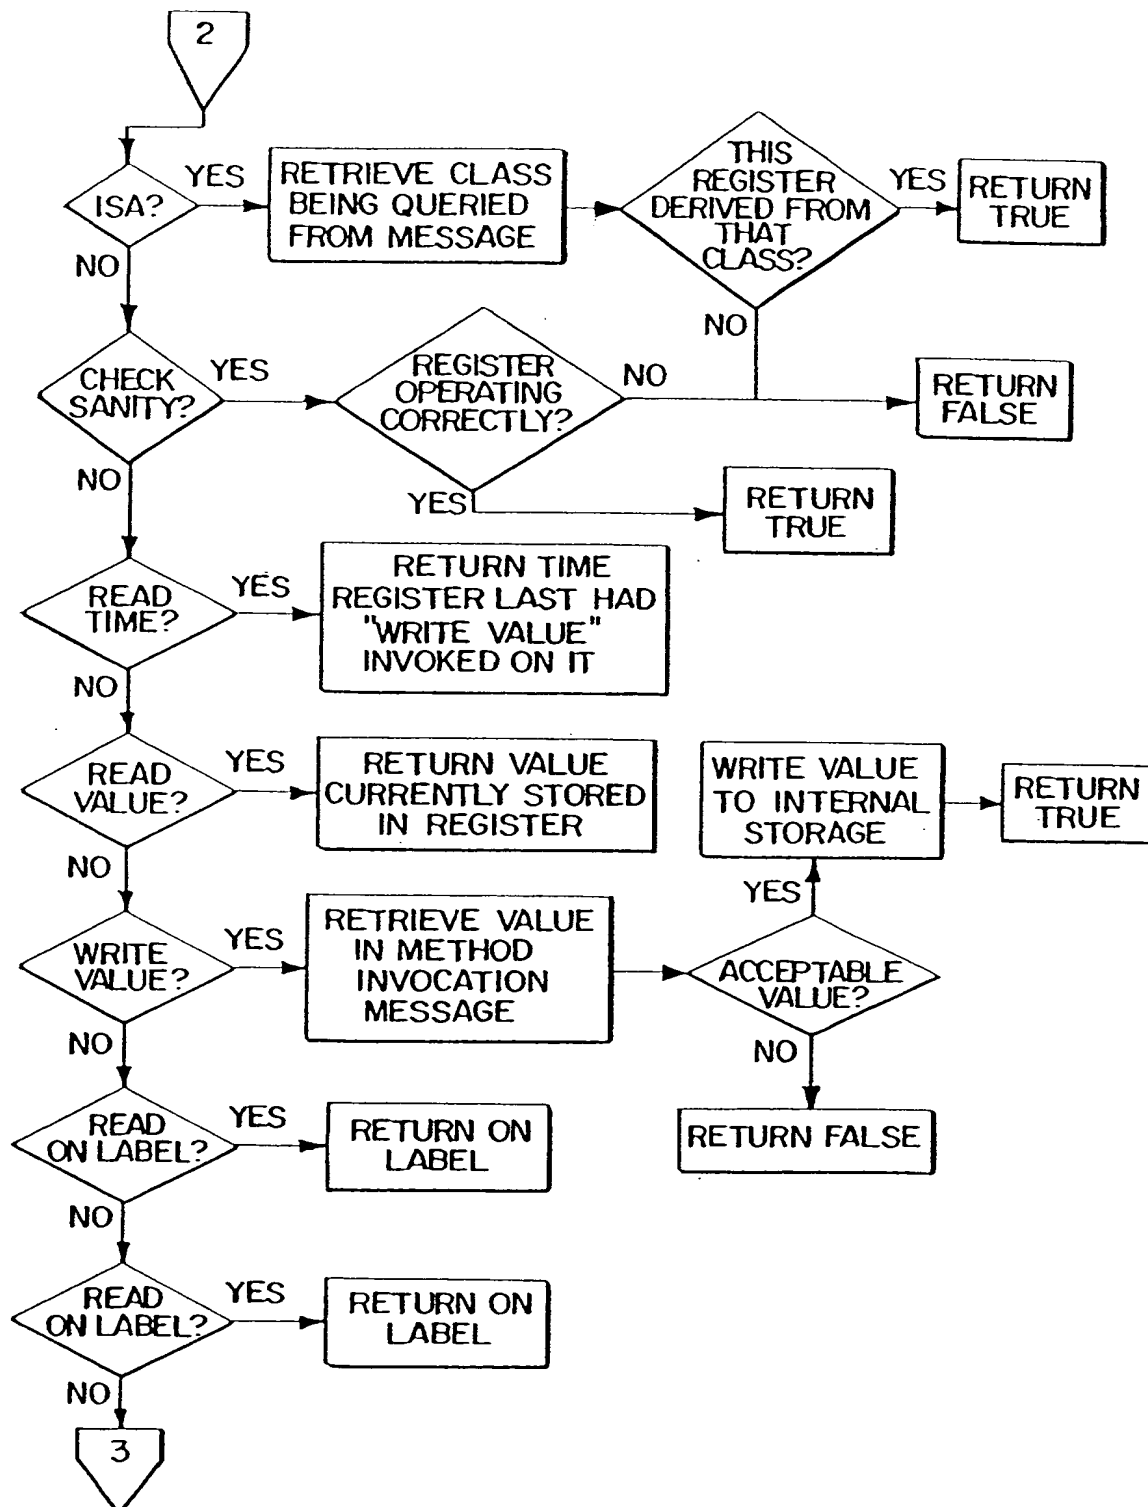 2
ISA?
YES
RETRIEVE CLASS
BEING QUERIED
FROM MESSAGE
THIS
REGISTER
DERIVED FROM
THAT
CLASS?
YES
RETURN
TRUE
NO
NO
CHECK
SANITY?
YES
REGISTER
OPERATING
CORRECTLY?
NO
RETURN
FALSE
NO
YES
RETURN
TRUE
READ
TIME?
YES
RETURN TIME
REGISTER LAST HAD
"WRITE VALUE"
INVOKED ON IT
NO
READ
VALUE?
YES
RETURN VALUE
CURRENTLY STORED
IN REGISTER
WRITE VALUE
TO INTERNAL
STORAGE
RETURN
TRUE
NO
YES
WRITE
VALUE?
YES
RETRIEVE VALUE
IN METHOD
INVOCATION
MESSAGE
ACCEPTABLE
VALUE?
NO
NO
RETURN FALSE
READ
ON LABEL?
YES
RETURN ON
LABEL
NO
READ
ON LABEL?
YES
RETURN ON
LABEL
NO
3